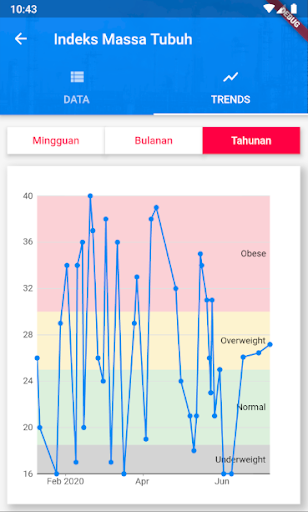 10:43
DEBUG
Indeks Massa Tubuh
DATA
TRENDS
Mingguan
Bulanan
Tahunan
40
36
Obese
32
28
Overweight
24
Normal
20
Underweight
16
Feb 2020
Apr
Jun